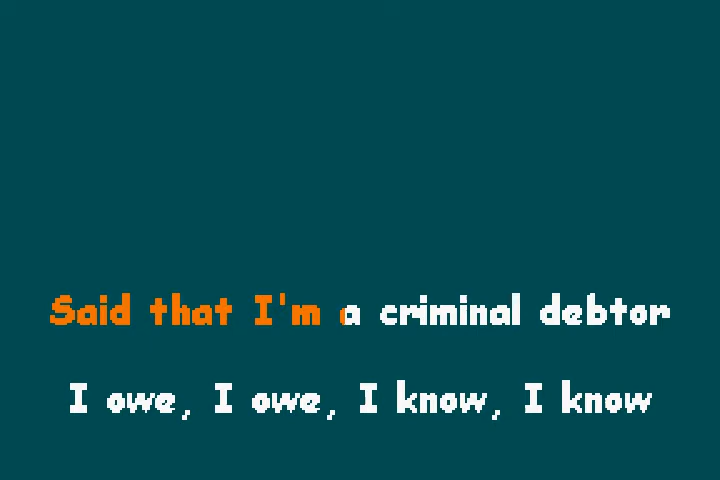 Said that I'm a criminal debtor
I owe, I owe, I know, I know